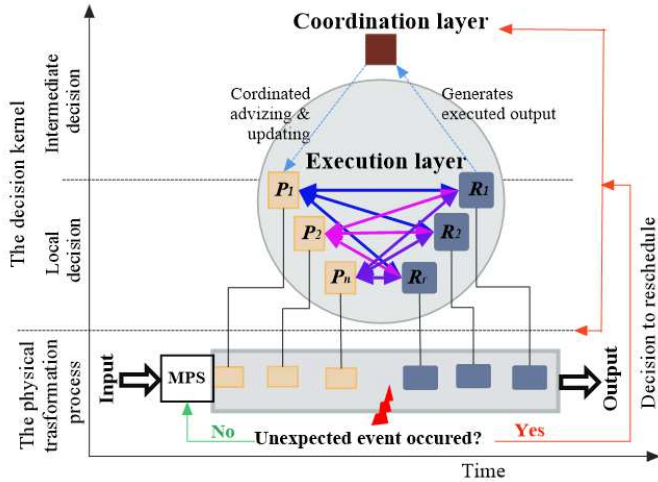 Coordination layer
Cordinated
advizing &
updating
Generates
executed output
Execution layer
P1
R1
P2
R2
Pn
Rr
The decision kernel
Intermediate
decision
Local
decision
The physical
trasformation
process
Input
MPS
Output
Decision to reschedule
No
Unexpected event occured?
Yes
Time